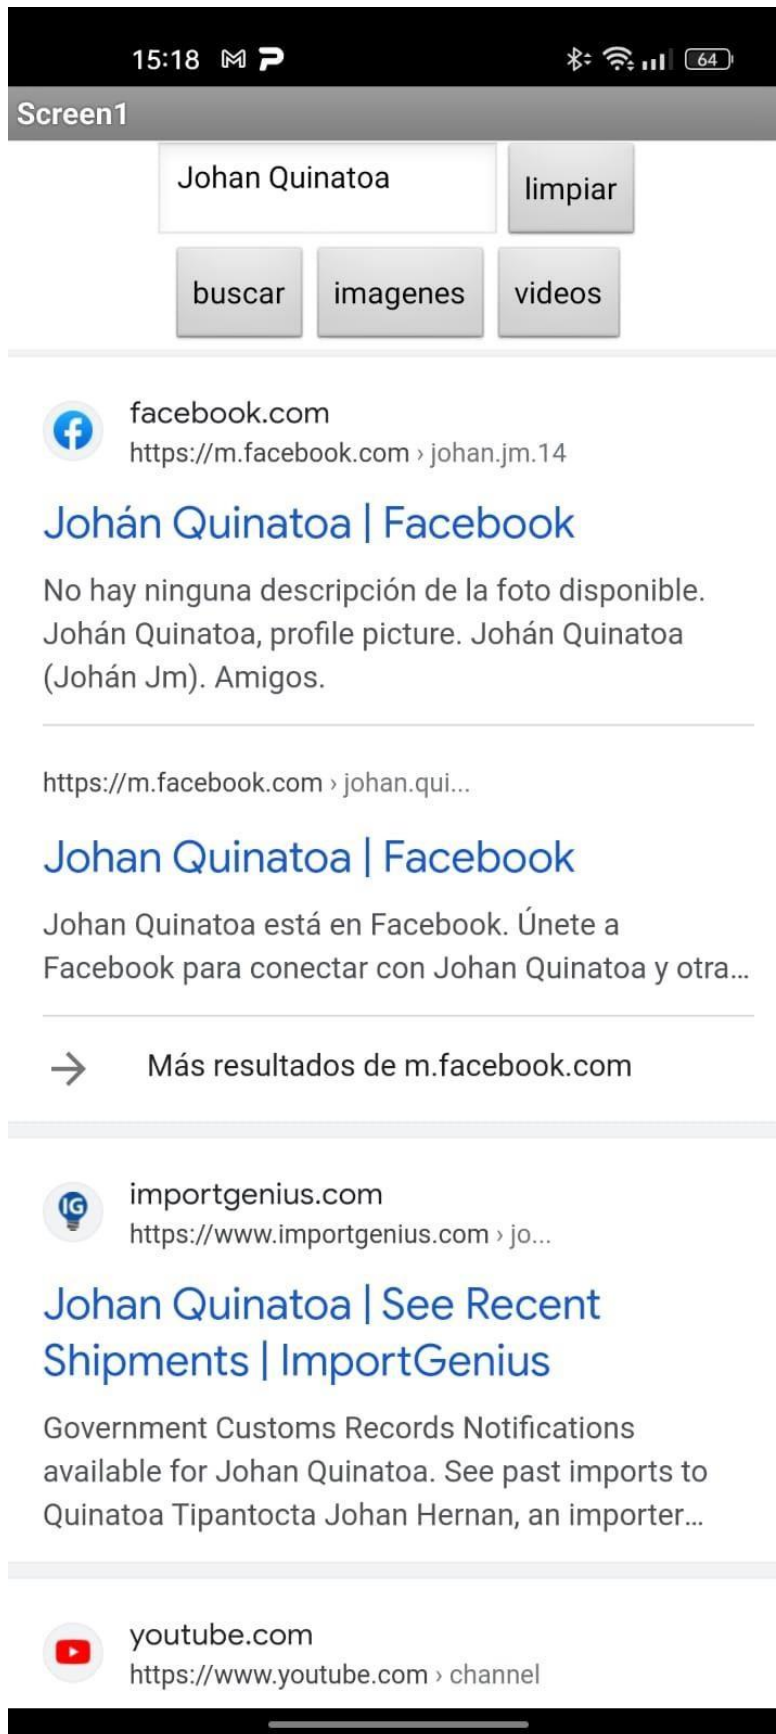 15:18
64
Screen1
Johan Quinatoa
limpiar
buscar
imagenes
videos
facebook.com
https://m.facebook.com › johan.jm.14
Johán Quinatoa | Facebook
No hay ninguna descripción de la foto disponible.
Johán Quinatoa, profile picture. Johán Quinatoa
(Johán Jm). Amigos.
https://m.facebook.com › johan.qui...
Johan Quinatoa | Facebook
Johan Quinatoa está en Facebook. Únete a
Facebook para conectar con Johan Quinatoa y otra...
Más resultados de m.facebook.com
IG
importgenius.com
https://www.importgenius.com › jo...
Johan Quinatoa | See Recent
Shipments | ImportGenius
Government Customs Records Notifications
available for Johan Quinatoa. See past imports to
Quinatoa Tipantocta Johan Hernan, an importer...
youtube.com
https://www.youtube.com › channel